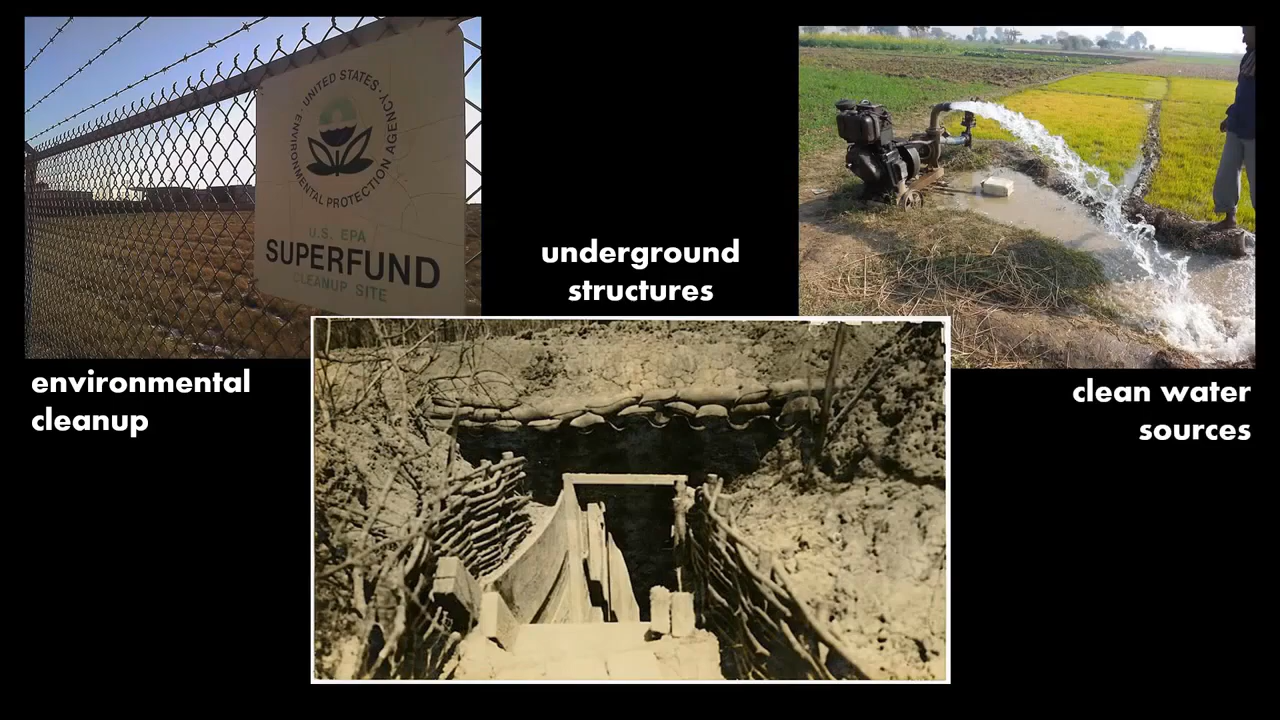 UNITED STATES
ENVIRONMENTAL PROTECTION AGENCY
U.S. EPA
SUPERFUND
CLEANUP SITE
environmental
cleanup
underground
structures
clean water
sources